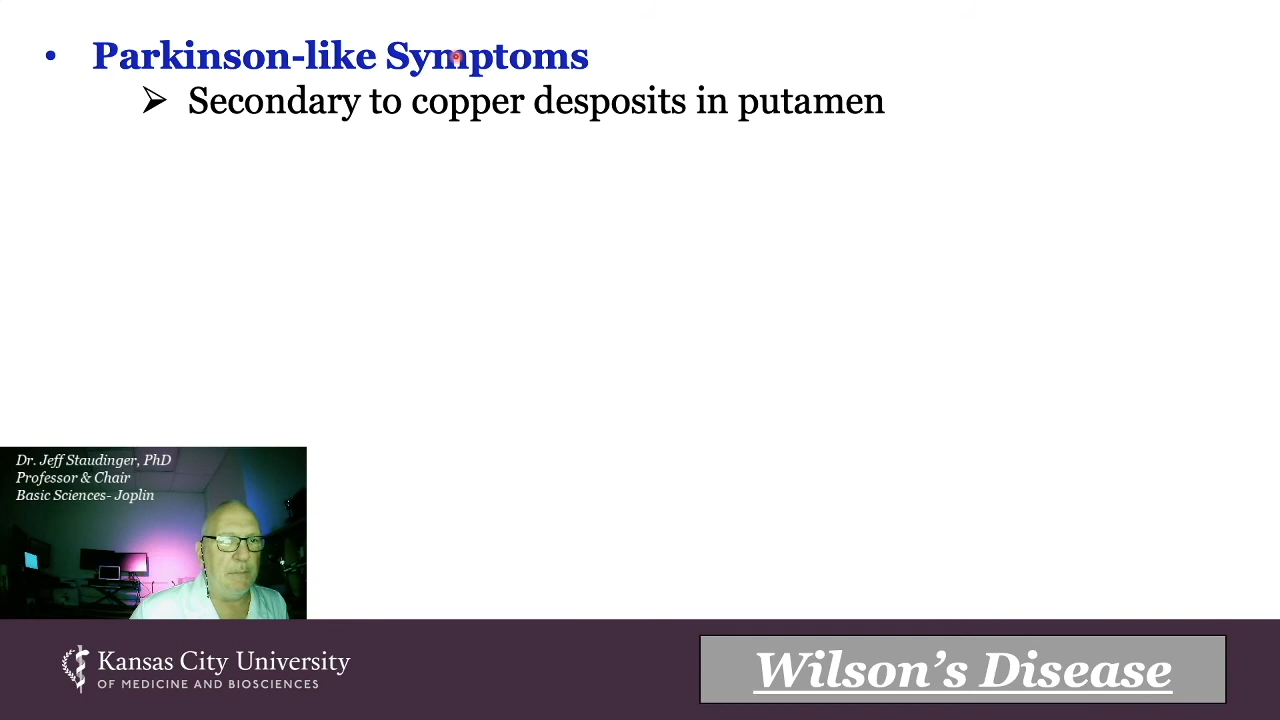 • Parkinson-like Symptoms
➢ Secondary to copper desposits in putamen
Dr. Jeff Staudinger, PhD
Professor & Chair
Basic Sciences- Joplin
Kansas City University
OF MEDICINE AND BIOSCIENCES
Wilson’s Disease